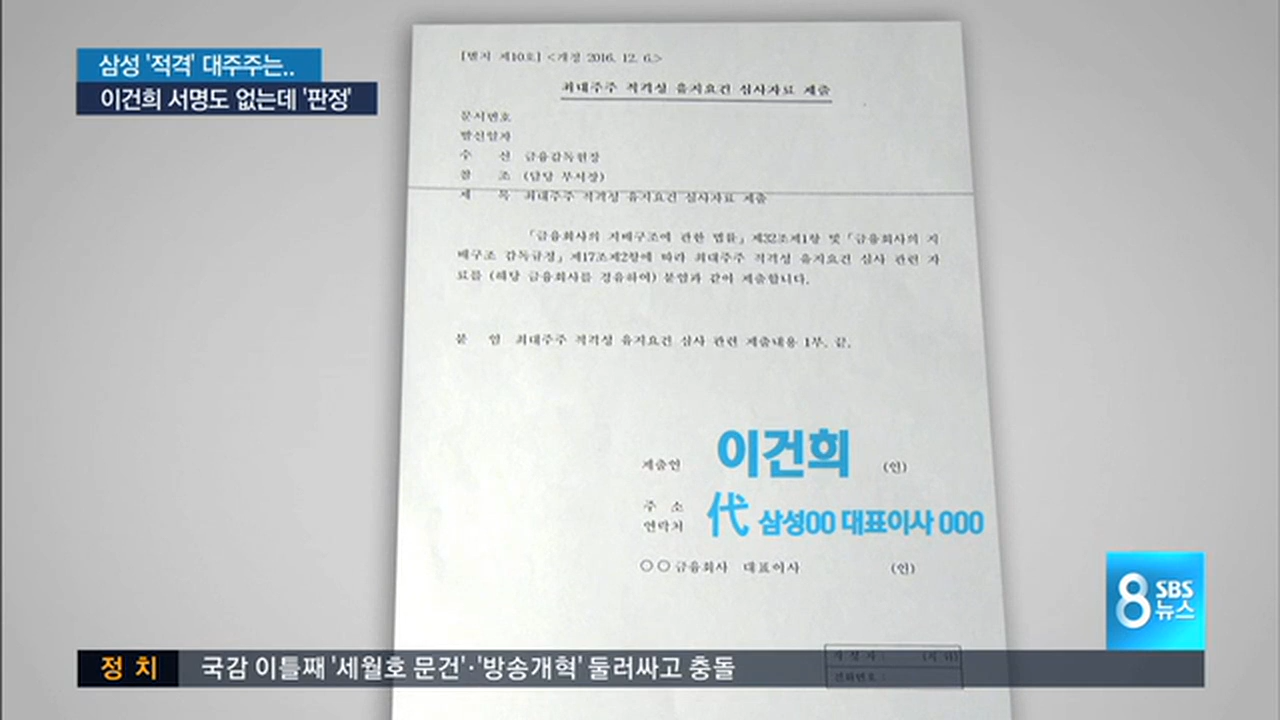 삼성 '적격' 대주주는..
이건희 서명도 없는데 '판정'
[별지 제10호] <개정 2016. 12. 6.>
최대주주 적격성 유지요건 심사자료 제출
문서번호
발신일자
수 신 금융감독원장
참 조 (담당 부서장)
제 목 최대주주 적격성 유지요건 심사자료 제출
「금융회사의 지배구조에 관한 법률」 제32조제1항 및 「금융회사의 지
배구조 감독규정」 제17조제2항에 따라 최대주주 적격성 유지요건 심사 관련 자
료를 (해당 금융회사를 경유하여) 붙임과 같이 제출합니다.
붙 임 최대주주 적격성 유지요건 심사 관련 제출내용 1부. 끝.
제출인 이건희 (인)
주 소
연락처
代 삼성00 대표이사 000
○○금융회사 대표이사 (인)
작성자 : (직위)
전화번호 :
8 SBS 뉴스
정 치 국감 이틀째 '세월호 문건'·'방송개혁' 둘러싸고 충돌